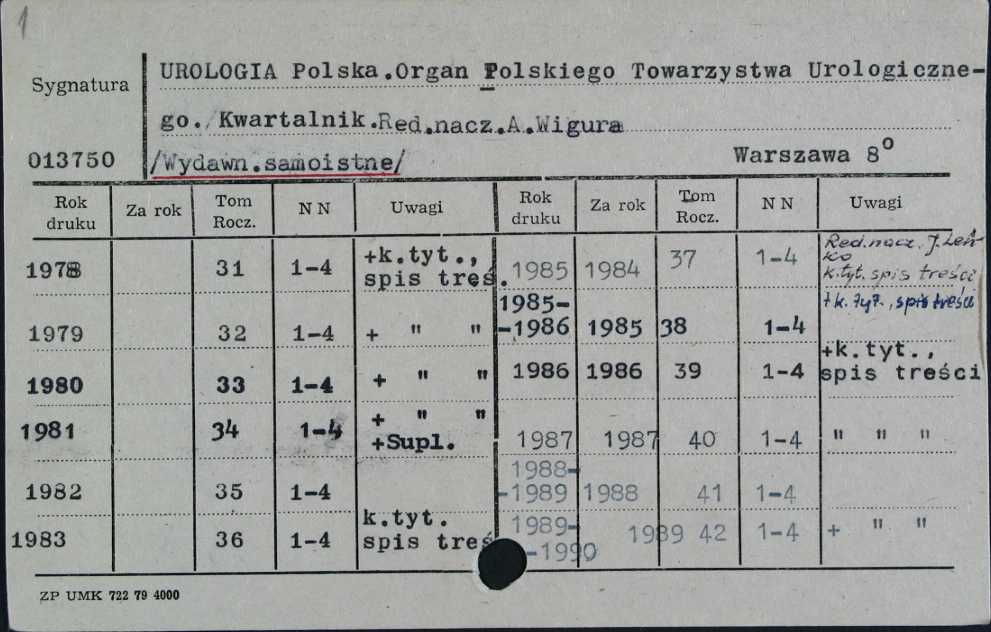 1
Sygnatura
UROLOGIA Polska.Organ Polskiego Towarzystwa Urologiczne-
go./Kwartalnik.Red.nacz.A.Wigura
013750
/Wydawn.samoistne/
Warszawa 8°
Rok druku Za rok Tom Rocz. N N Uwagi Rok druku Za rok Tom Rocz. N N Uwagi
1978 31 1-4 +k.tyt., spis treś. 1985 1984 37 1-4 Red.nacz. J. Leńko k.tyt. spis treści
1979 32 1-4 + " " 1985--1986 1985 38 1-4 + k.tyt., spis treści
1980 33 1-4 + " " 1986 1986 39 1-4 +k.tyt., spis treści
1981 34 1-4 + " " +Supl. 1987 1987 40 1-4 " " "
1982 35 1-4 1988--1989 1988 41 1-4
1983 36 1-4 k.tyt. spis treś 1989--1990 1989 42 1-4 + " "
ZP UMK 722 79 4000